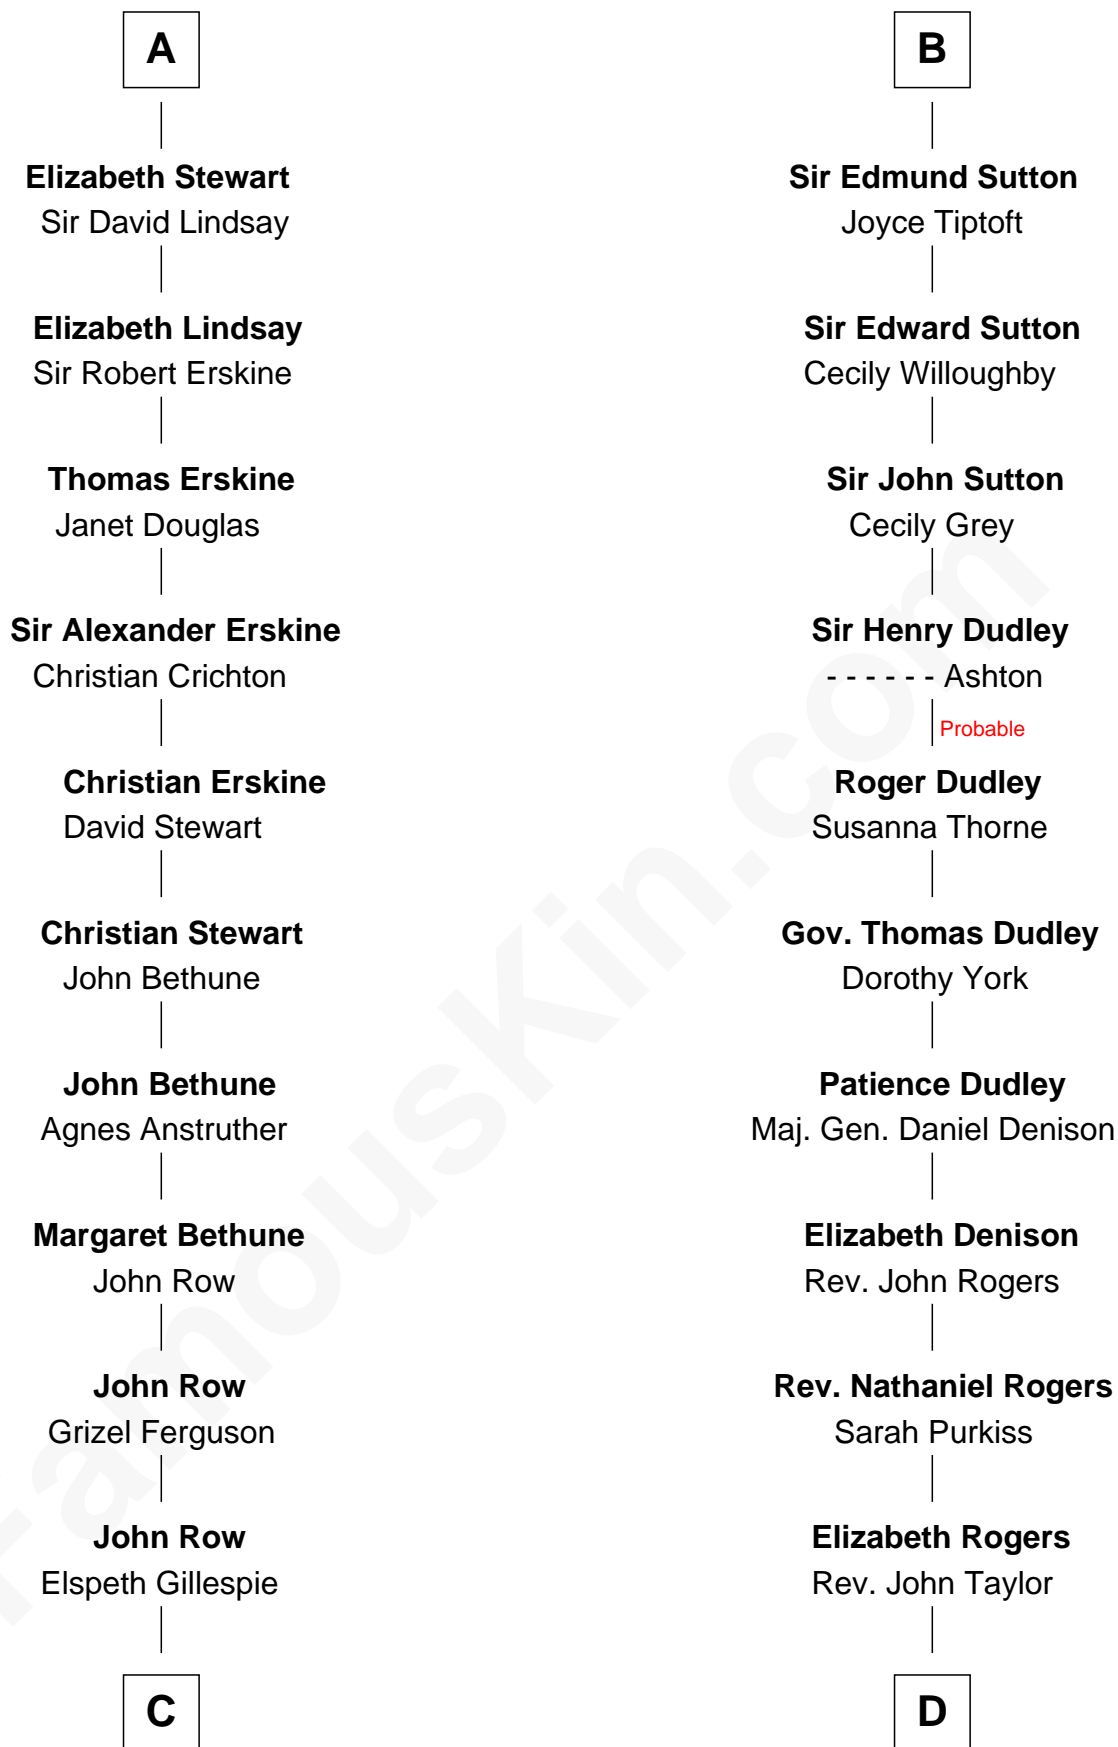 A
Elizabeth Stewart
Sir David Lindsay
Elizabeth Lindsay
Sir Robert Erskine
Thomas Erskine
Janet Douglas
Sir Alexander Erskine
Christian Crichton
Christian Erskine
David Stewart
Christian Stewart
John Bethune
John Bethune
Agnes Anstruther
Margaret Bethune
John Row
John Row
Grizel Ferguson
John Row
Elspeth Gillespie
C
B
Sir Edmund Sutton
Joyce Tiptoft
Sir Edward Sutton
Cecily Willoughby
Sir John Sutton
Cecily Grey
Sir Henry Dudley
- - - - - - Ashton
Probable
Roger Dudley
Susanna Thorne
Gov. Thomas Dudley
Dorothy York
Patience Dudley
Maj. Gen. Daniel Denison
Elizabeth Denison
Rev. John Rogers
Rev. Nathaniel Rogers
Sarah Purkiss
Elizabeth Rogers
Rev. John Taylor
D
FamousKin.com